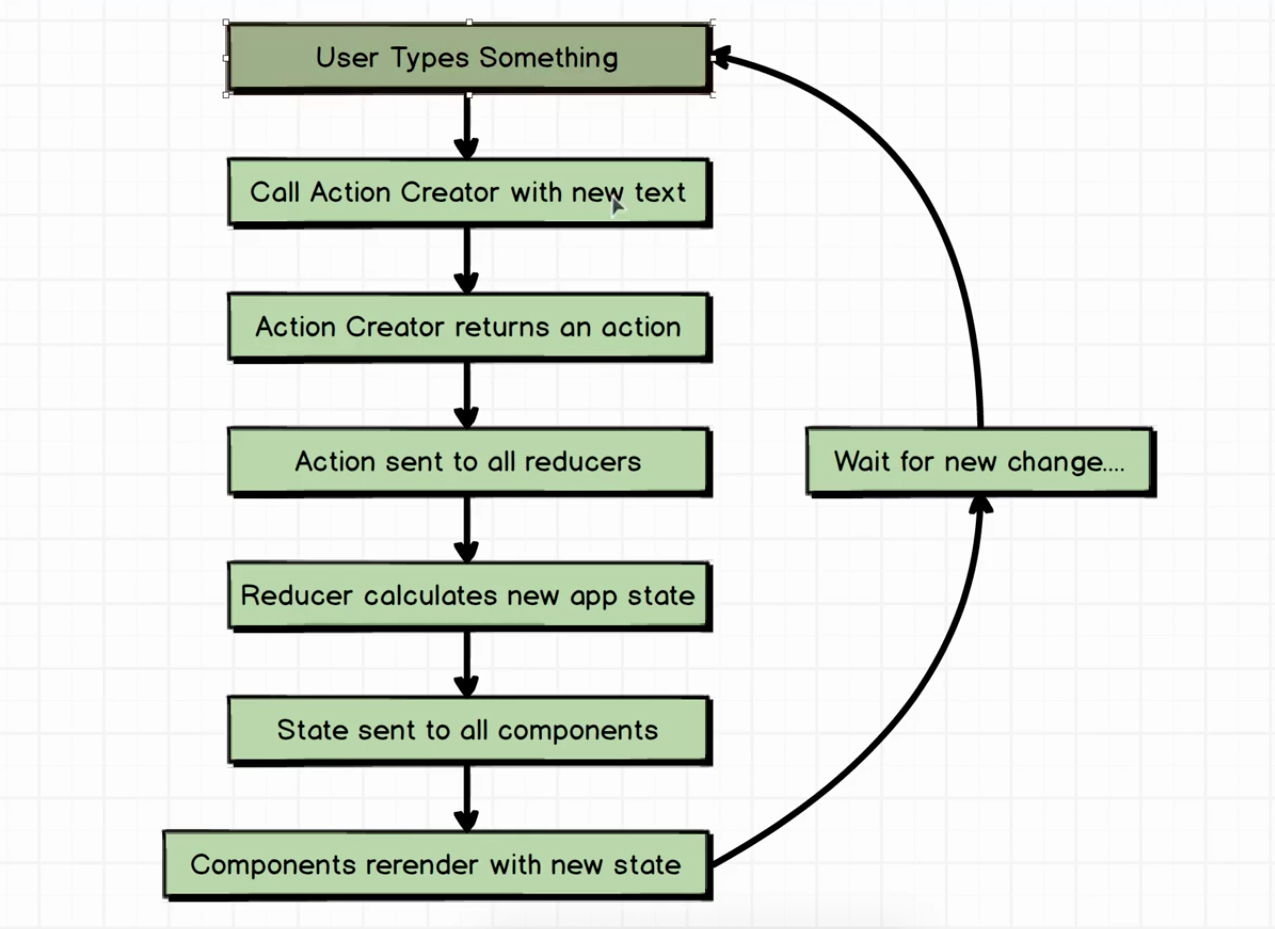 User Types Something
Call Action Creator with new text
Action Creator returns an action
Action sent to all reducers
Wait for new change....
Reducer calculates new app state
State sent to all components
Components rerender with new state